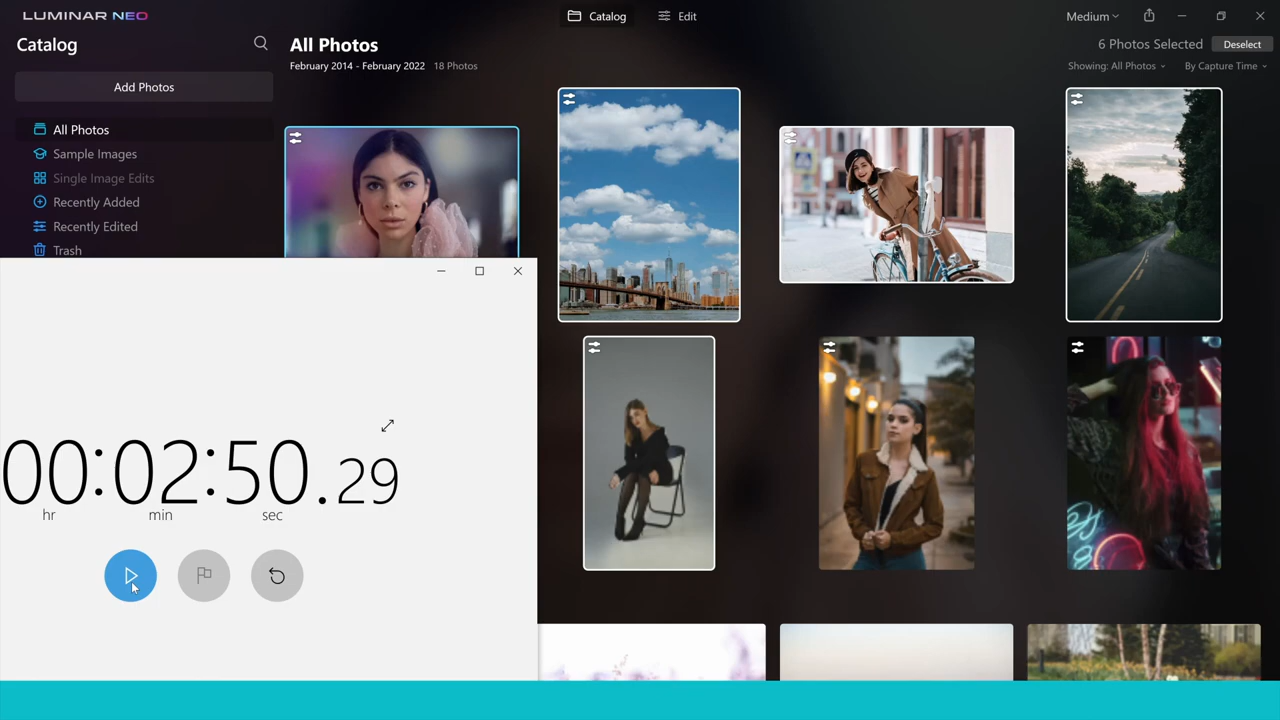 LUMINAR NEO
Catalog
Edit
Medium
Catalog
All Photos
6 Photos Selected
Deselect
February 2014 - February 2022
18 Photos
Showing: All Photos
By Capture Time
Add Photos
All Photos
Sample Images
Single Image Edits
Recently Added
Recently Edited
Trash
00:02:50.29
hr
min
sec